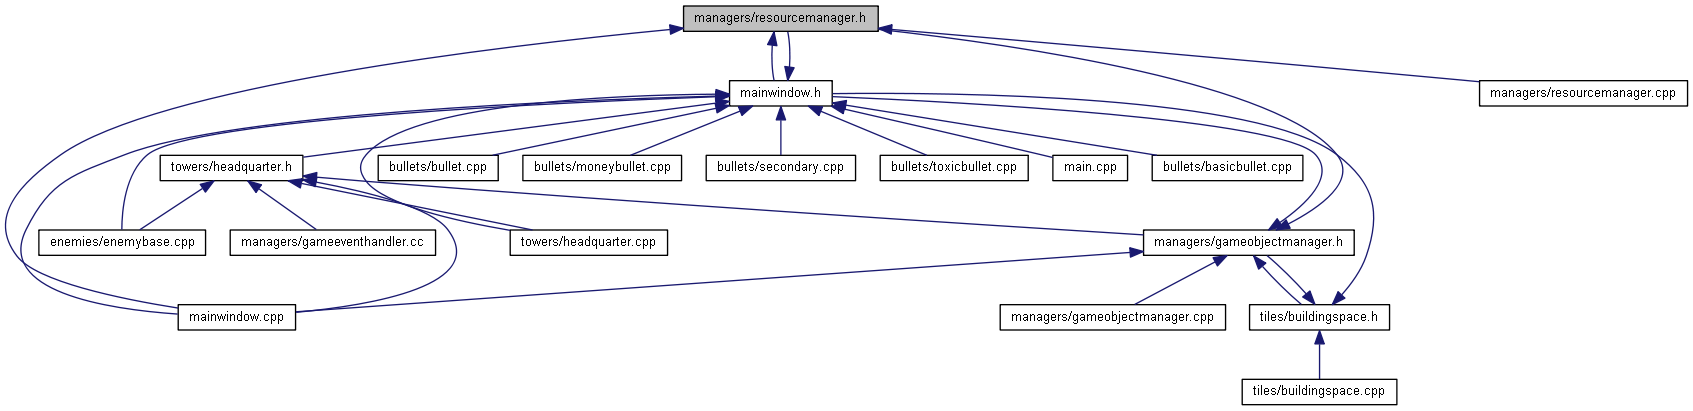 managers/resourcemanager.h
mainwindow.h
managers/resourcemanager.cpp
towers/headquarter.h
bullets/bullet.cpp
bullets/moneybullet.cpp
bullets/secondary.cpp
bullets/toxicbullet.cpp
main.cpp
bullets/basicbullet.cpp
enemies/enemybase.cpp
managers/gameeventhandler.cc
towers/headquarter.cpp
managers/gameobjectmanager.h
mainwindow.cpp
managers/gameobjectmanager.cpp
tiles/buildingspace.h
tiles/buildingspace.cpp